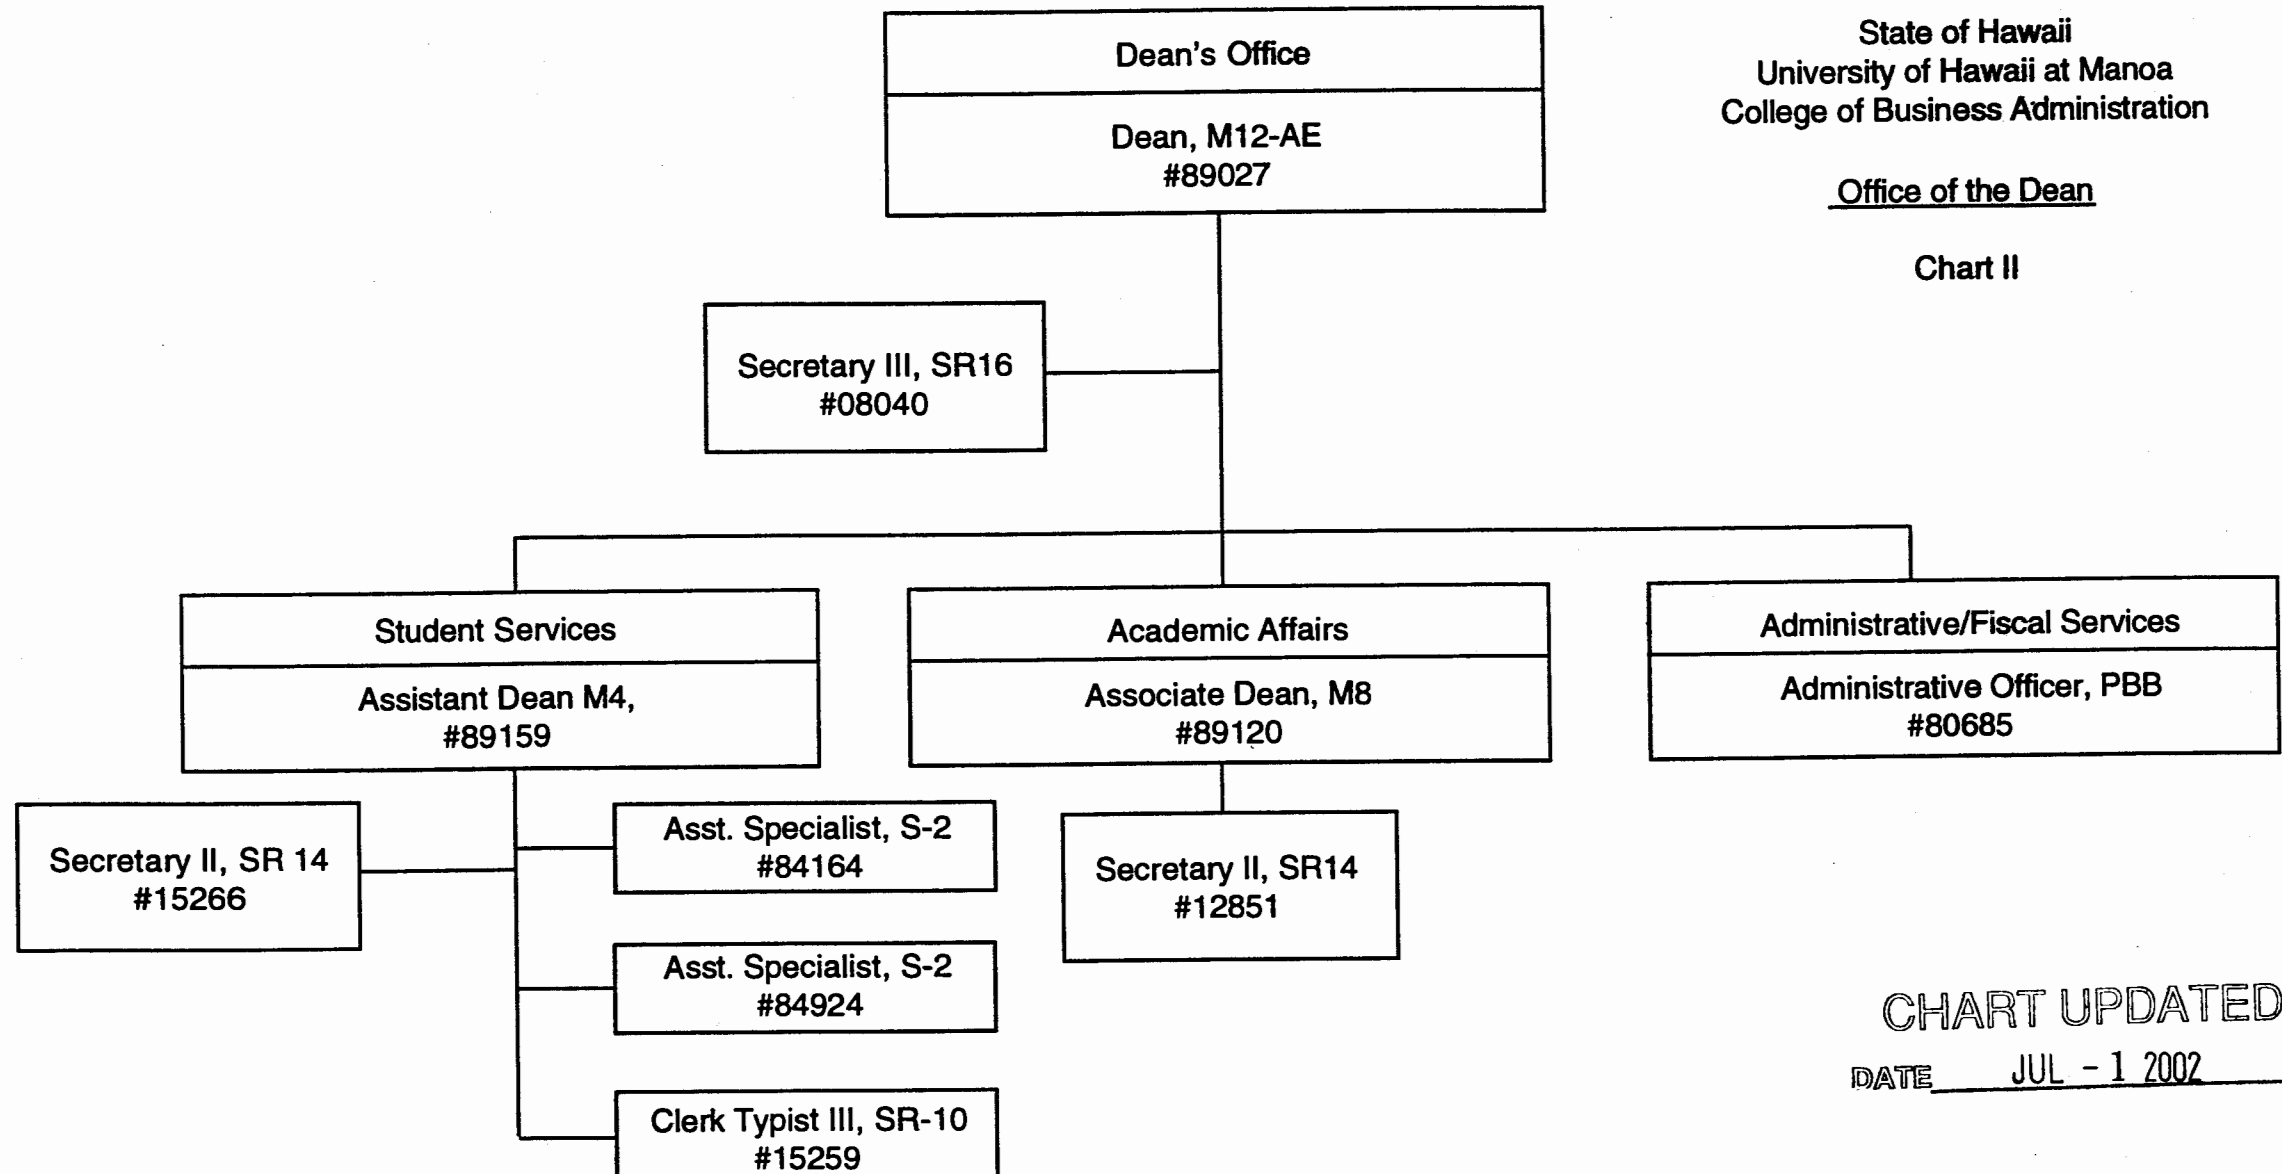 State of Hawaii
University of Hawaii at Manoa
College of Business Administration
Office of the Dean
Chart II
Dean's Office
Dean, M12-AE
#89027
Secretary III, SR16
#08040
Student Services
Assistant Dean M4,
#89159
Academic Affairs
Associate Dean, M8
#89120
Administrative/Fiscal Services
Administrative Officer, PBB
#80685
Secretary II, SR 14
#15266
Asst. Specialist, S-2
#84164
Asst. Specialist, S-2
#84924
Clerk Typist III, SR-10
#15259
Secretary II, SR14
#12851
CHART UPDATED
DATE JUL - 1 2002